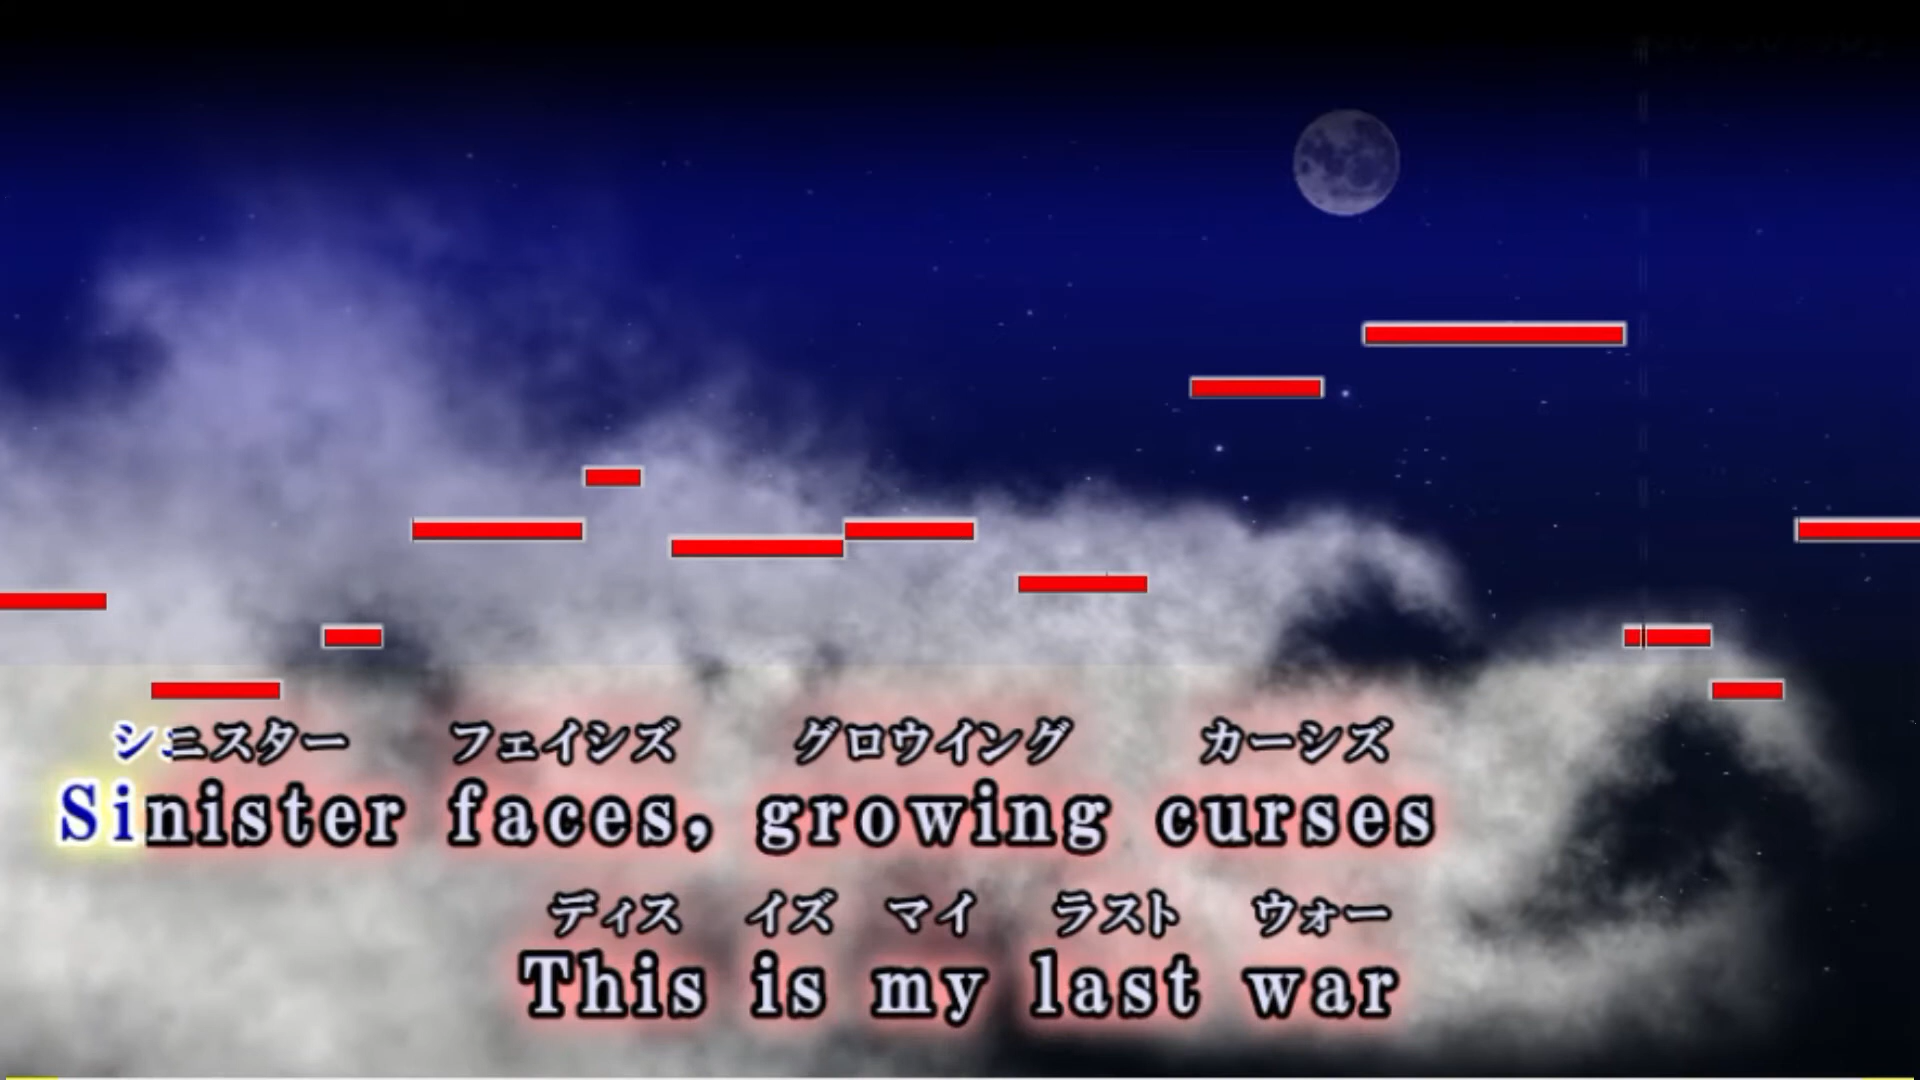 シニスター フェイシズ グロウイング カーシズ
Sinister faces, growing curses
ディス イズ マイ ラスト ウォー
This is my last war